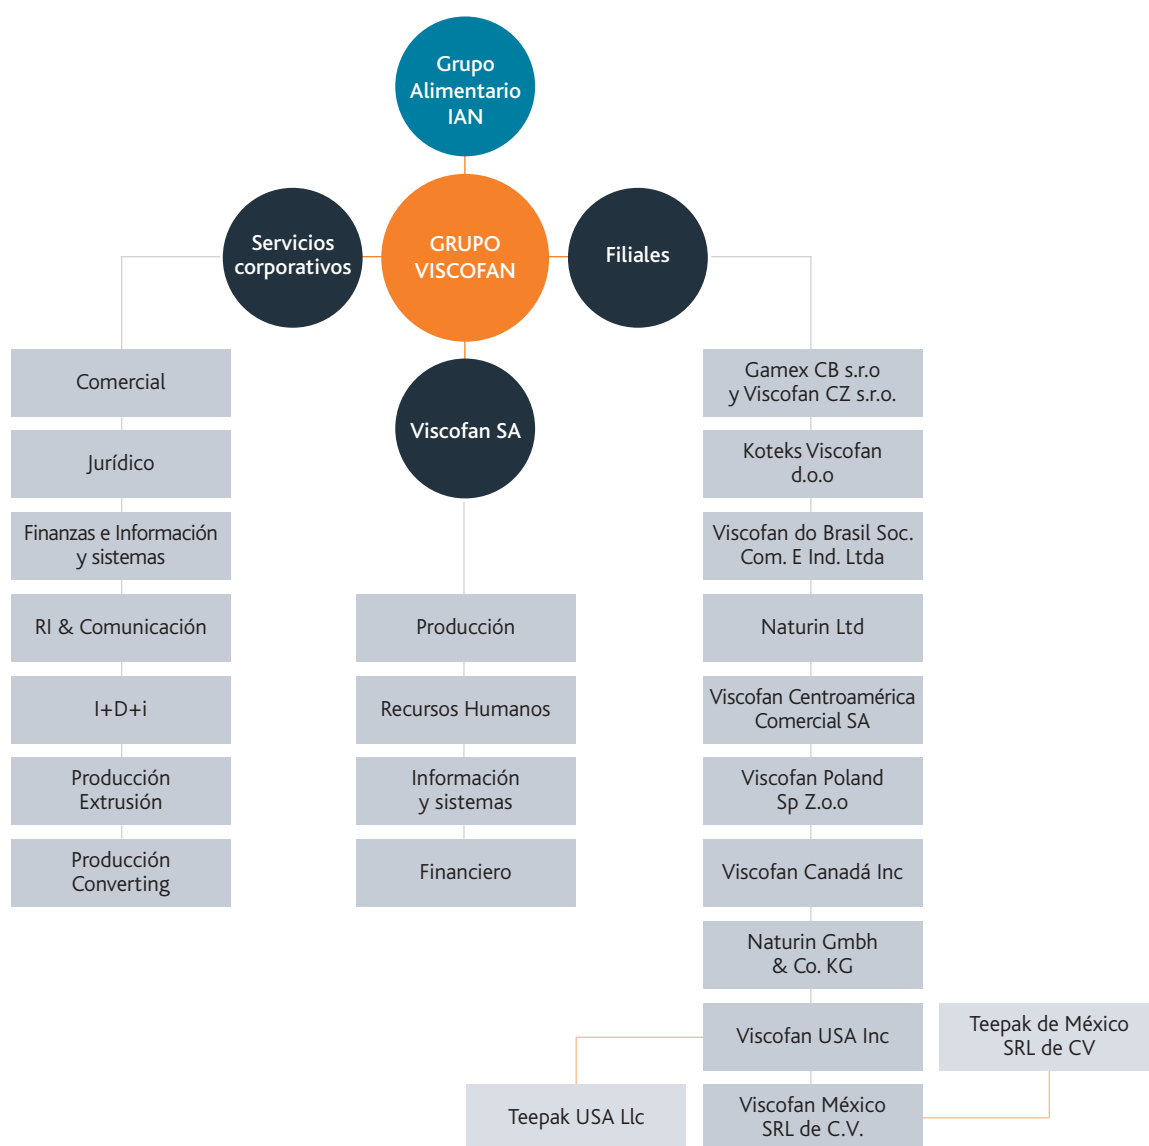 Grupo
Alimentario
IAN
Servicios
corporativos
GRUPO
VISCOFAN
Filiales
Viscofan SA
Comercial
Jurídico
Finanzas e Información
y sistemas
RI & Comunicación
I+D+i
Producción
Extrusión
Producción
Converting
Producción
Recursos Humanos
Información
y sistemas
Financiero
Gamex CB s.r.o
y Viscofan CZ s.r.o.
Koteks Viscofan
d.o.o
Viscofan do Brasil Soc.
Com. E Ind. Ltda
Naturin Ltd
Viscofan Centroamérica
Comercial SA
Viscofan Poland
Sp Z.o.o
Viscofan Canadá Inc
Naturin Gmbh
& Co. KG
Viscofan USA Inc
Teepak de México
SRL de CV
Teepak USA Llc
Viscofan México
SRL de C.V.